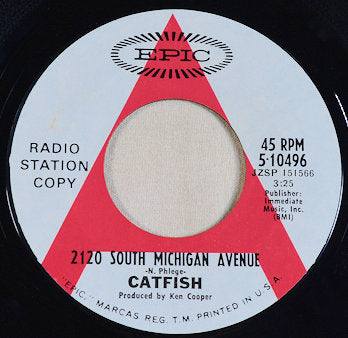 EPIC
RADIO
STATION
COPY
45 RPM
5-10496
JZSP 151566
3:25
Publisher:
Immediate
Music, Inc.
(BMI)
2120 SOUTH MICHIGAN AVENUE
-N. Phlege-
CATFISH
Produced by Ken Cooper
"EPIC," MARCAS REG. T.M. PRINTED IN U.S.A.